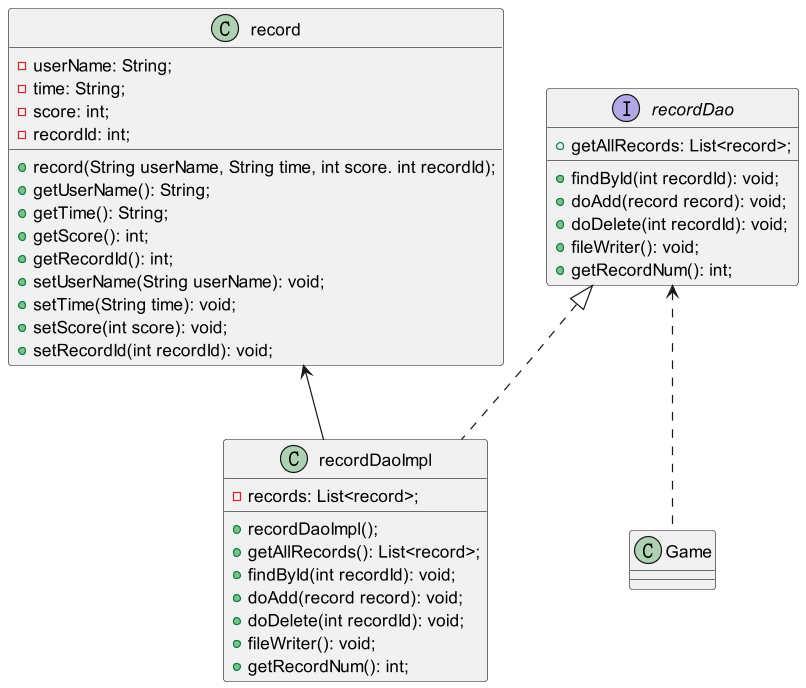 C record
userName: String;
time: String;
score: int;
recordId: int;
record(String userName, String time, int score. int recordId);
getUserName(): String;
getTime(): String;
getScore(): int;
getRecordId(): int;
setUserName(String userName): void;
setTime(String time): void;
setScore(int score): void;
setRecordId(int recordId): void;
I recordDao
getAllRecords: List<record>;
findById(int recordId): void;
doAdd(record record): void;
doDelete(int recordId): void;
fileWriter(): void;
getRecordNum(): int;
C recordDaoImpl
records: List<record>;
recordDaoImpl();
getAllRecords(): List<record>;
findById(int recordId): void;
doAdd(record record): void;
doDelete(int recordId): void;
fileWriter(): void;
getRecordNum(): int;
C Game